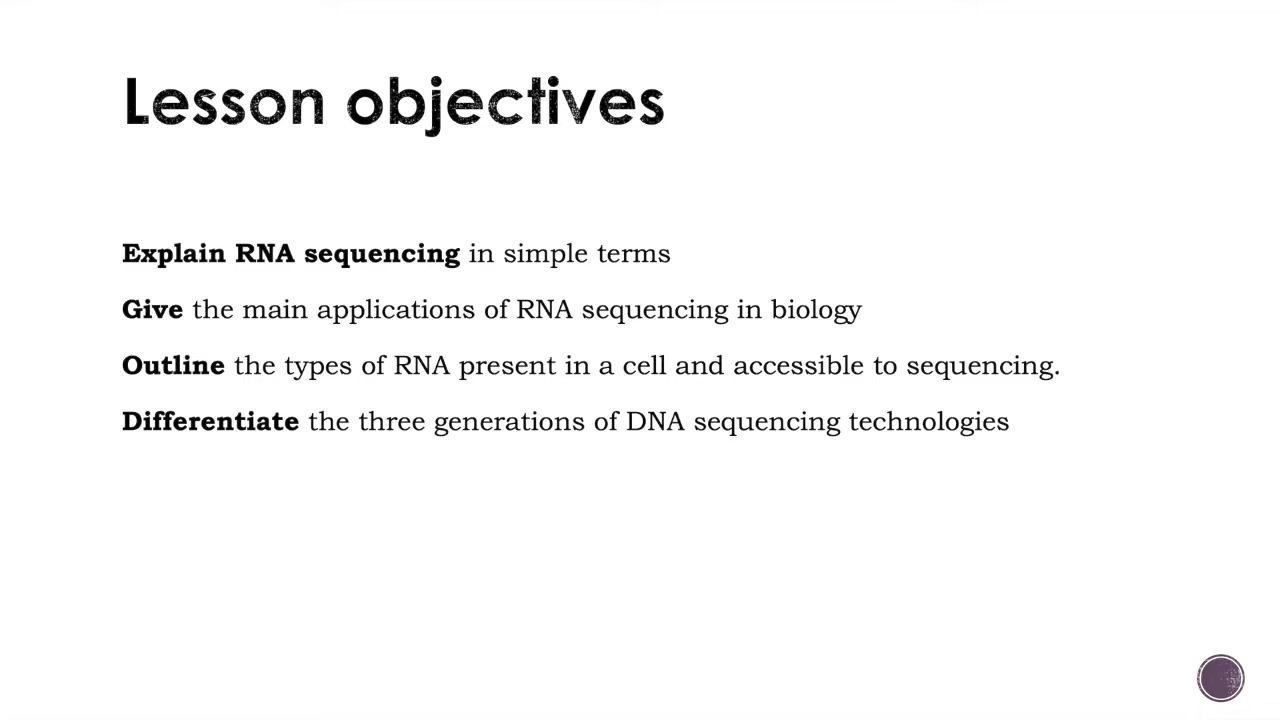 Lesson objectives
Explain RNA sequencing in simple terms
Give the main applications of RNA sequencing in biology
Outline the types of RNA present in a cell and accessible to sequencing.
Differentiate the three generations of DNA sequencing technologies